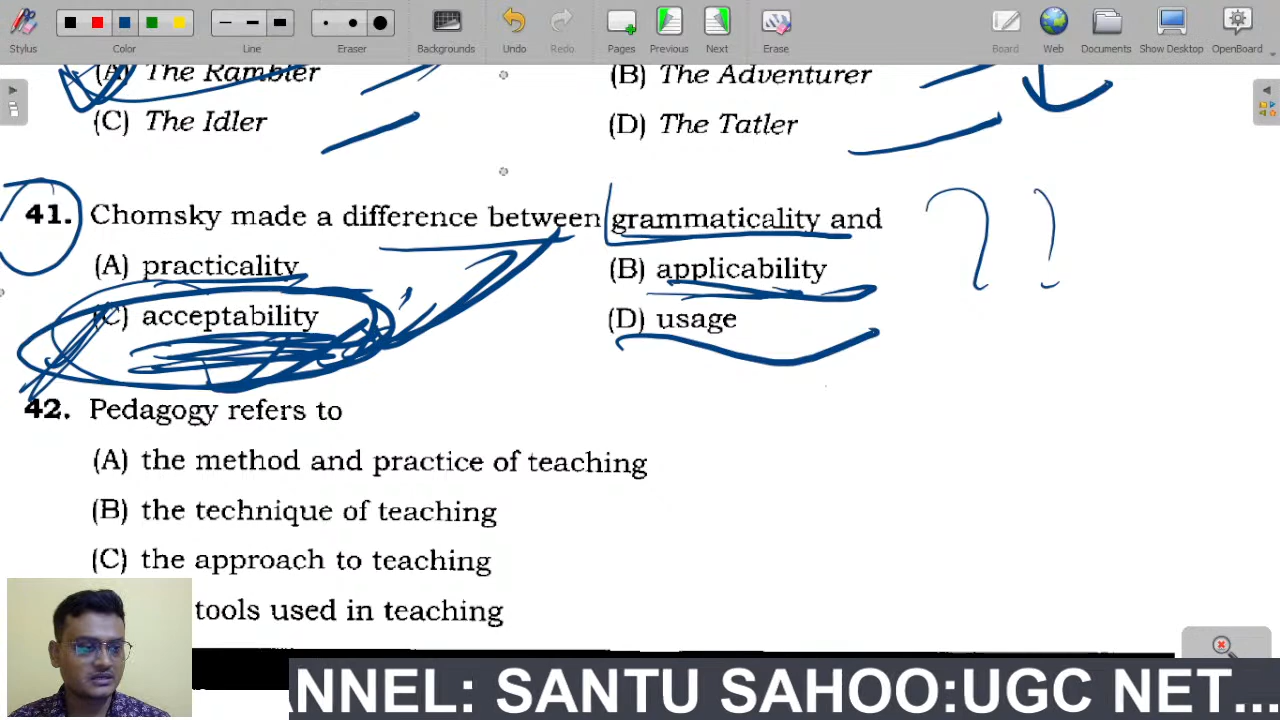 Stylus
Color
Line
Eraser
Backgrounds
Undo
Redo
Pages
Previous
Next
Erase
Board
Web
Documents
Show Desktop
OpenBoard
(A) The Rambler
(B) The Adventurer
(C) The Idler
(D) The Tatler
41. Chomsky made a difference between grammaticality and
(A) practicality
(B) applicability
(C) acceptability
(D) usage
42. Pedagogy refers to
(A) the method and practice of teaching
(B) the technique of teaching
(C) the approach to teaching
tools used in teaching
NNEL: SANTU SAHOO:UGC NET...